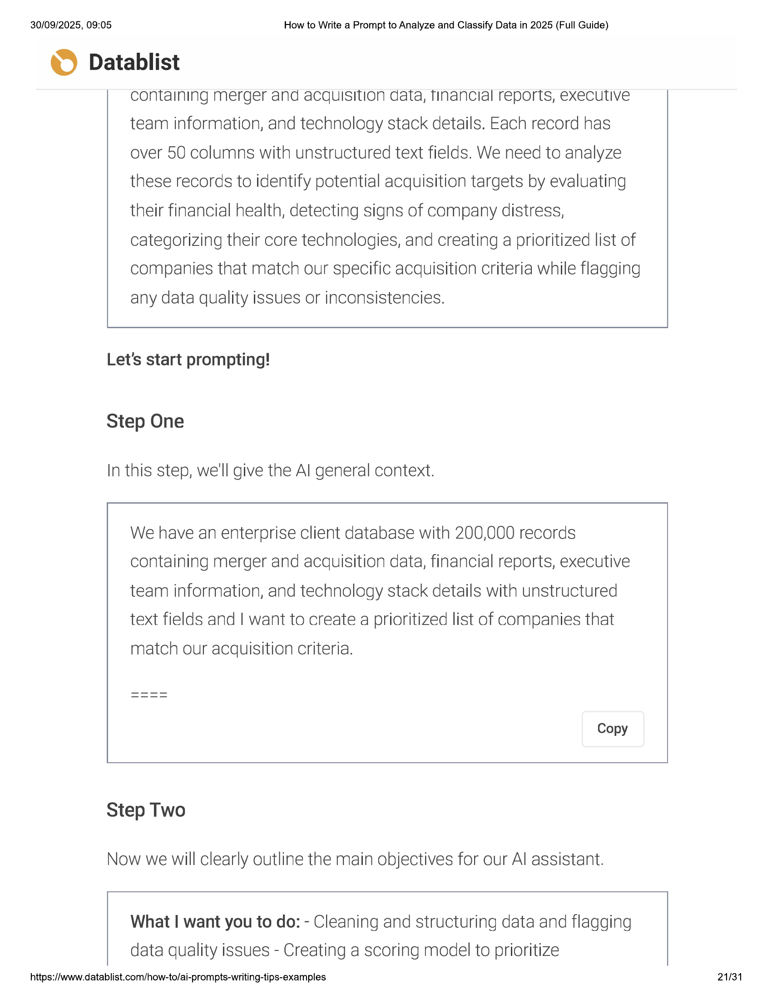 30/09/2025, 09:05
How to Write a Prompt to Analyze and Classify Data in 2025 (Full Guide)
Datablist
containing merger and acquisition data, financial reports, executive
team information, and technology stack details. Each record has
over 50 columns with unstructured text fields. We need to analyze
these records to identify potential acquisition targets by evaluating
their financial health, detecting signs of company distress,
categorizing their core technologies, and creating a prioritized list of
companies that match our specific acquisition criteria while flagging
any data quality issues or inconsistencies.
Let's start prompting!
Step One
In this step, we'll give the AI general context.
We have an enterprise client database with 200,000 records
containing merger and acquisition data, financial reports, executive
team information, and technology stack details with unstructured
text fields and I want to create a prioritized list of companies that
match our acquisition criteria.
====
Copy
Step Two
Now we will clearly outline the main objectives for our AI assistant.
What I want you to do: - Cleaning and structuring data and flagging
data quality issues - Creating a scoring model to prioritize
https://www.datablist.com/how-to/ai-prompts-writing-tips-examples
21/31